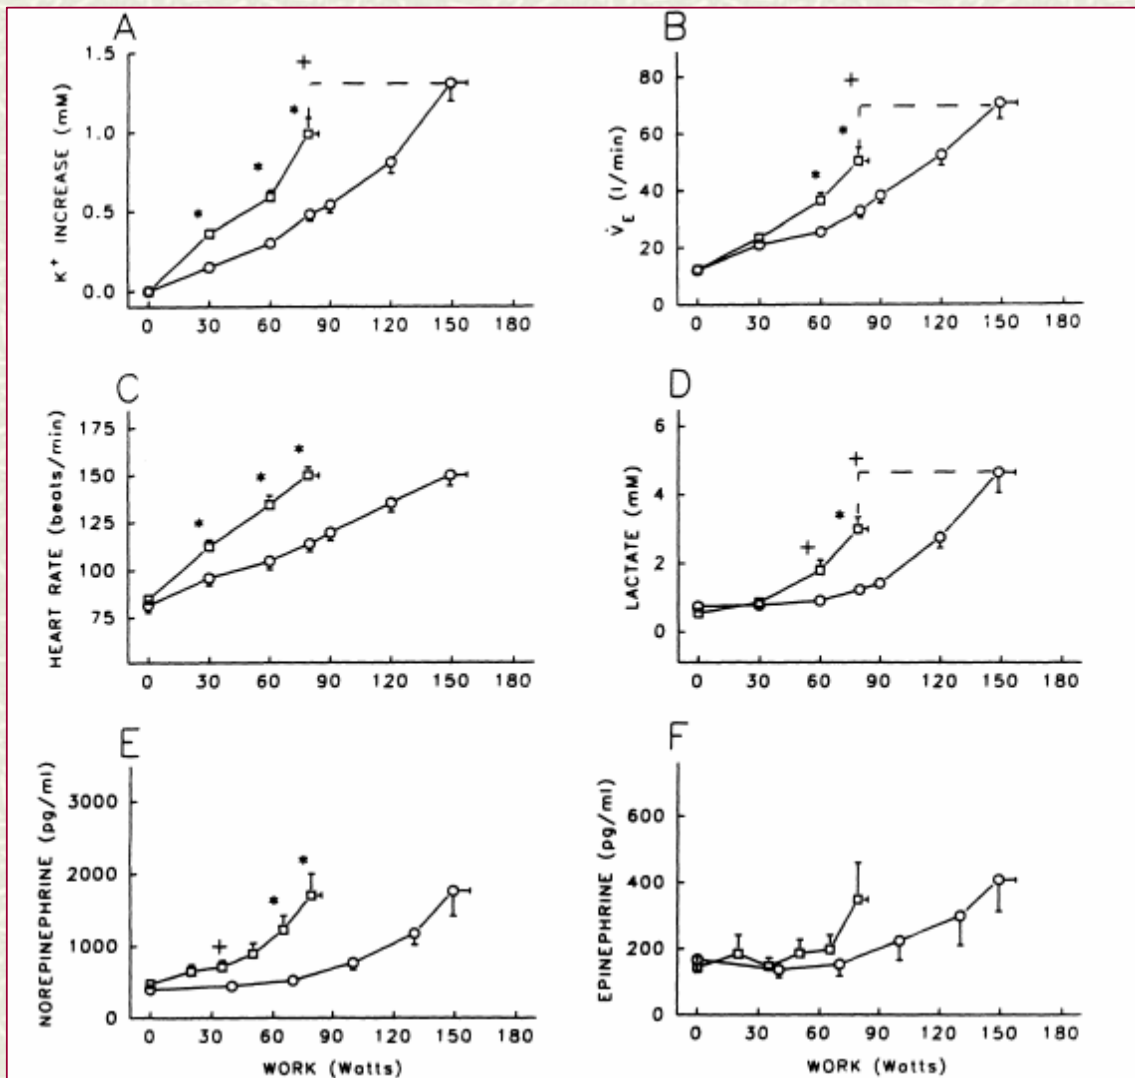 A
K+ INCREASE (mM)
1.5
1.0
0.5
0.0
+
*
*
*
0 30 60 90 120 150 180
B
V̇E (l/min)
80
60
40
20
0
+
*
*
0 30 60 90 120 150 180
C
HEART RATE (beats/min)
175
150
125
100
75
*
*
*
0 30 60 90 120 150 180
D
LACTATE (mM)
6
4
2
0
+
*
+
0 30 60 90 120 150 180
E
NOREPINEPHRINE (pg/ml)
3000
2000
1000
0
*
*
+
0 30 60 90 120 150 180
WORK (Watts)
F
EPINEPHRINE (pg/ml)
600
400
200
0
0 30 60 90 120 150 180
WORK (Watts)